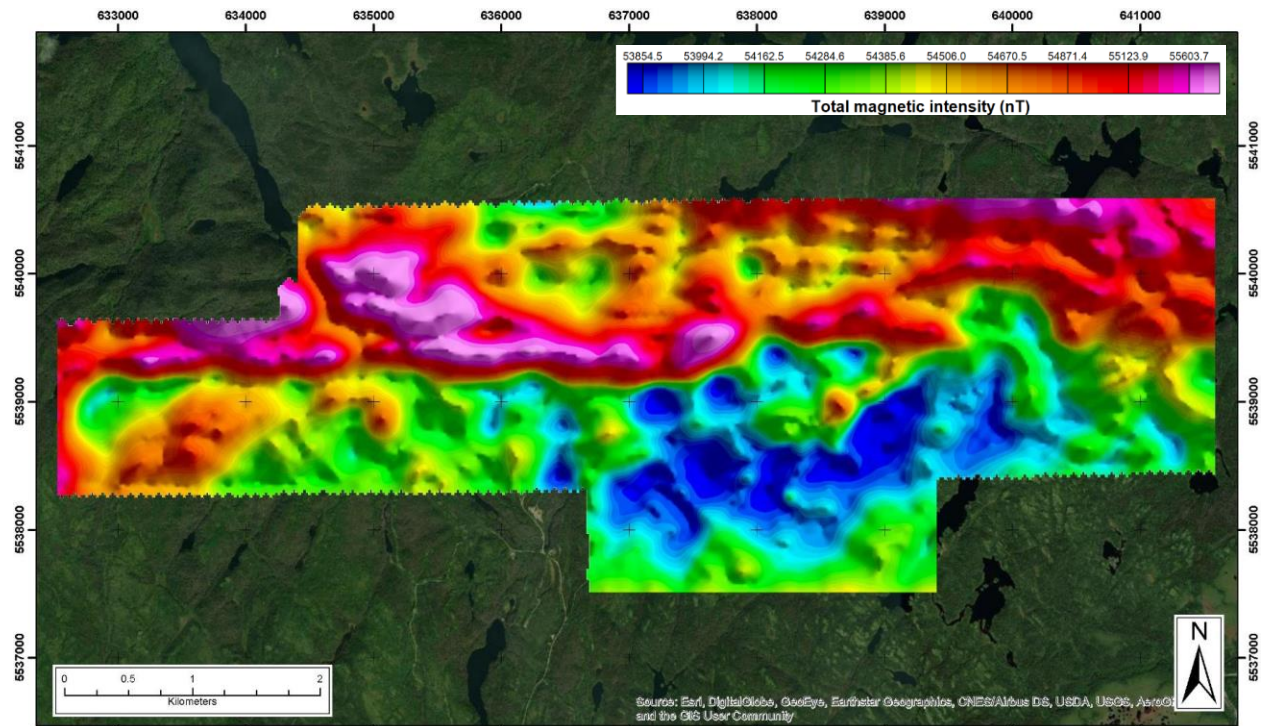 633000 634000 635000 636000 637000 638000 639000 640000 641000
53854.5 53994.2 54162.5 54284.6 54385.6 54506.0 54670.5 54871.4 55123.9 55603.7
Total magnetic intensity (nT)
5541000 5541000
5540000 5540000
5539000 5539000
5538000 5538000
5537000 5537000
N
0 0.5 1 2
Kilometers
Source: Esri, DigitalGlobe, GeoEye, Earthstar Geographics, CNES/Airbus DS, USDA, USGS,
and the GIS User Community